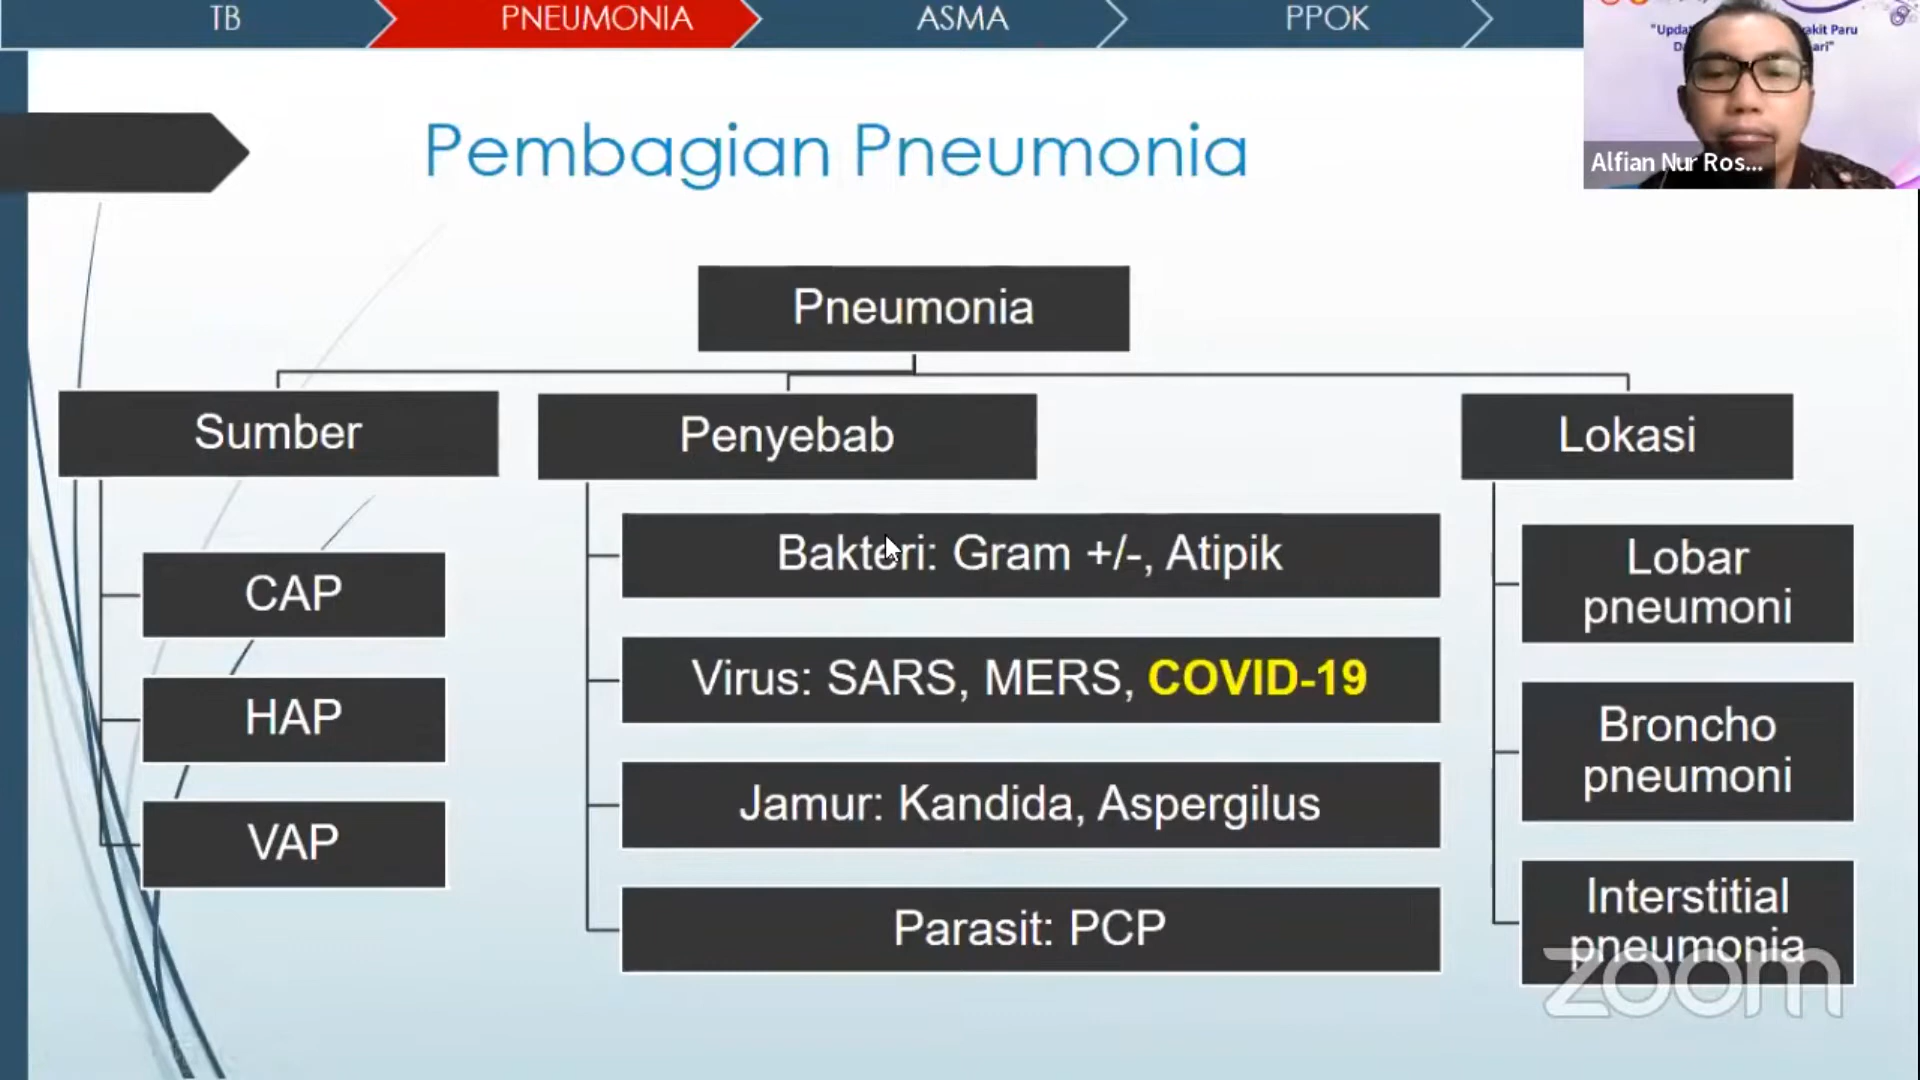 TB
PNEUMONIA
ASMA
PPOK
Alfian Nur Ros...
Pembagian Pneumonia
Pneumonia
Sumber
CAP
HAP
VAP
Penyebab
Bakteri: Gram +/-, Atipik
Virus: SARS, MERS, COVID-19
Jamur: Kandida, Aspergilus
Parasit: PCP
Lokasi
Lobar
pneumoni
Broncho
pneumoni
Interstitial
pneumonia
zoom